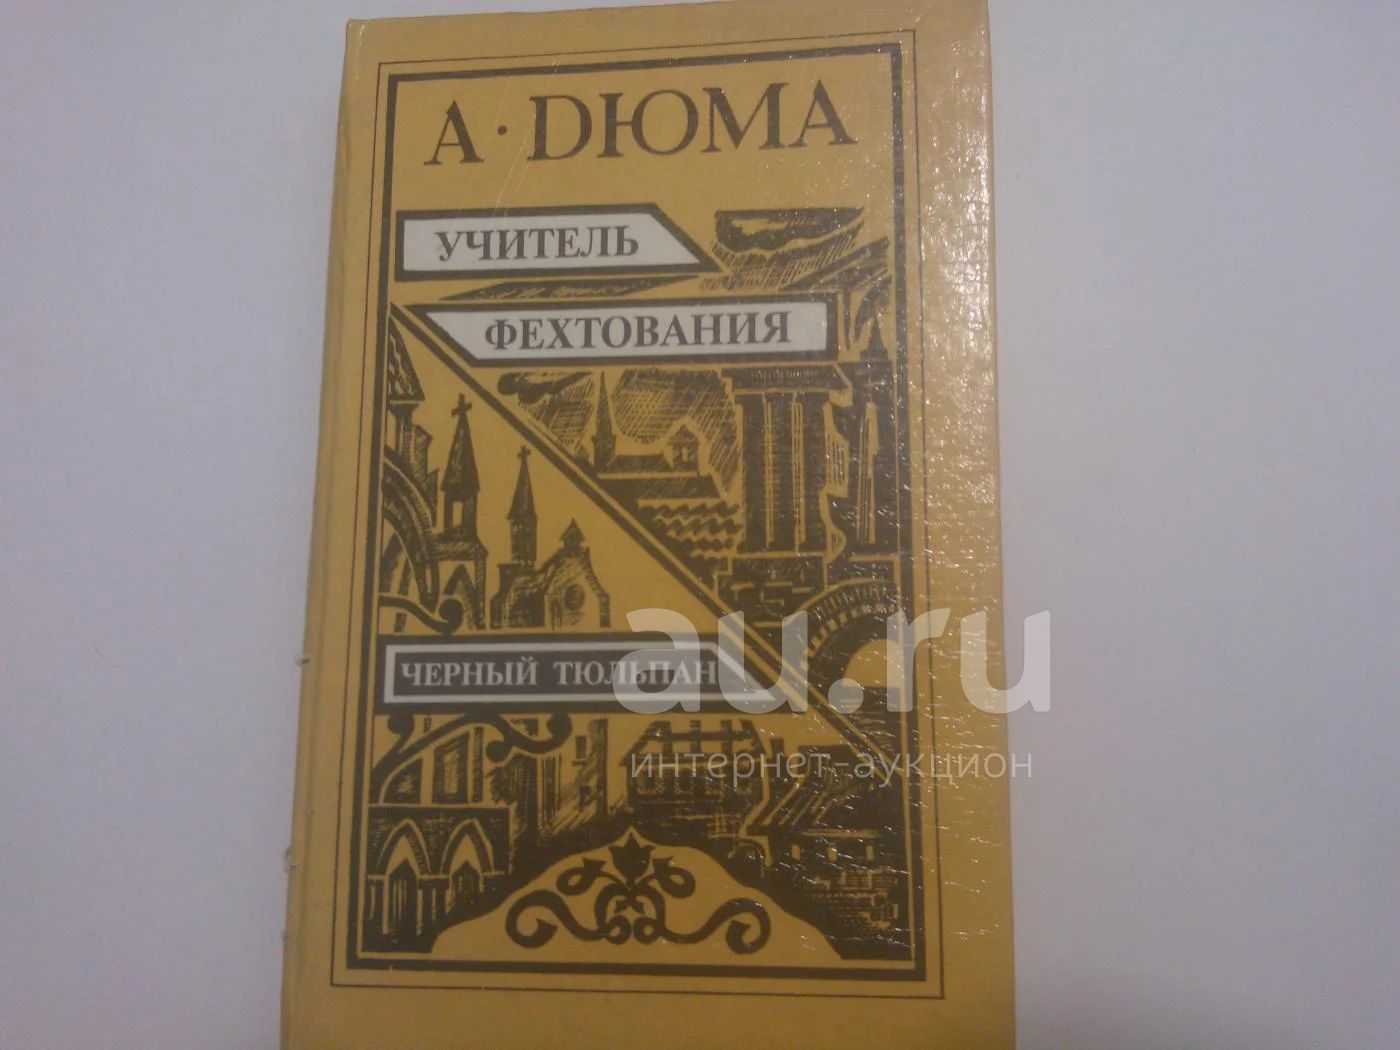 А·DЮМА
УЧИТЕЛЬ
ФЕХТОВАНИЯ
ЧЕРНЫЙ ТЮЛЬПАН
au.ru
интернет-аукцион